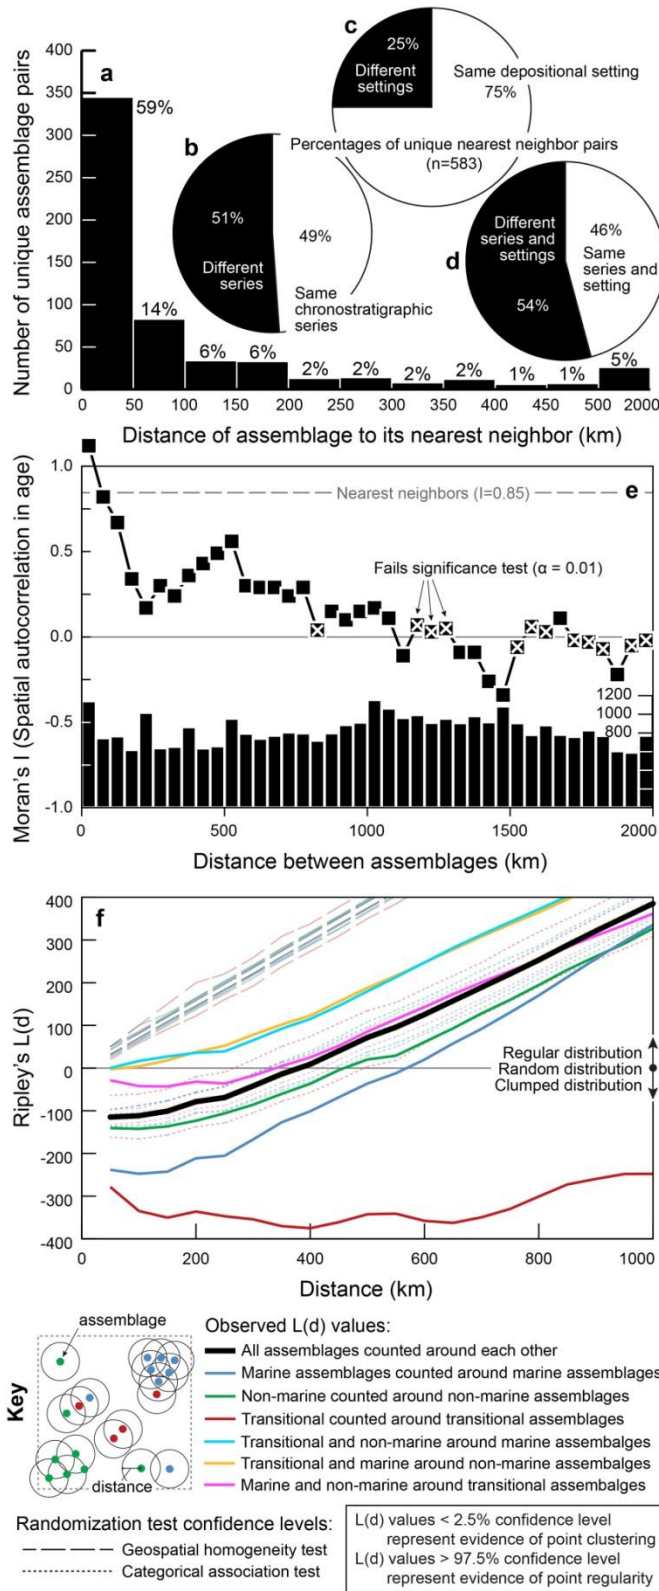 a
b
c
d
e
f
Number of unique assemblage pairs
400
350
300
250
200
150
100
50
0
59%
14%
6%
6%
2%
2%
2%
2%
1%
1%
5%
0
50
100
150
200
250
300
350
400
450
500
2000
Distance of assemblage to its nearest neighbor (km)
25%
Different
settings
Same depositional setting
75%
Percentages of unique nearest neighbor pairs
(n=583)
51%
Different
series
49%
Same
chronostratigraphic
series
Different
series and
settings
54%
46%
Same
series and
setting
Moran's I (Spatial autocorrelation in age)
1.0
0.5
0.0
-0.5
-1.0
Nearest neighbors (I=0.85)
Fails significance test (α = 0.01)
1200
1000
800
0
500
1000
1500
2000
Distance between assemblages (km)
Ripley's L(d)
400
300
200
100
0
-100
-200
-300
-400
Regular distribution
Random distribution
Clumped distribution
0
200
400
600
800
1000
Distance (km)
Key
assemblage
distance
Observed L(d) values:
All assemblages counted around each other
Marine assemblages counted around marine assemblages
Non-marine counted around non-marine assemblages
Transitional counted around transitional assemblages
Transitional and non-marine around marine assembalges
Transitional and marine around non-marine assembalges
Marine and non-marine around transitional assembalges
Randomization test confidence levels:
Geospatial homogeneity test
Categorical association test
L(d) values < 2.5% confidence level
represent evidence of point clustering
L(d) values > 97.5% confidence level
represent evidence of point regularity